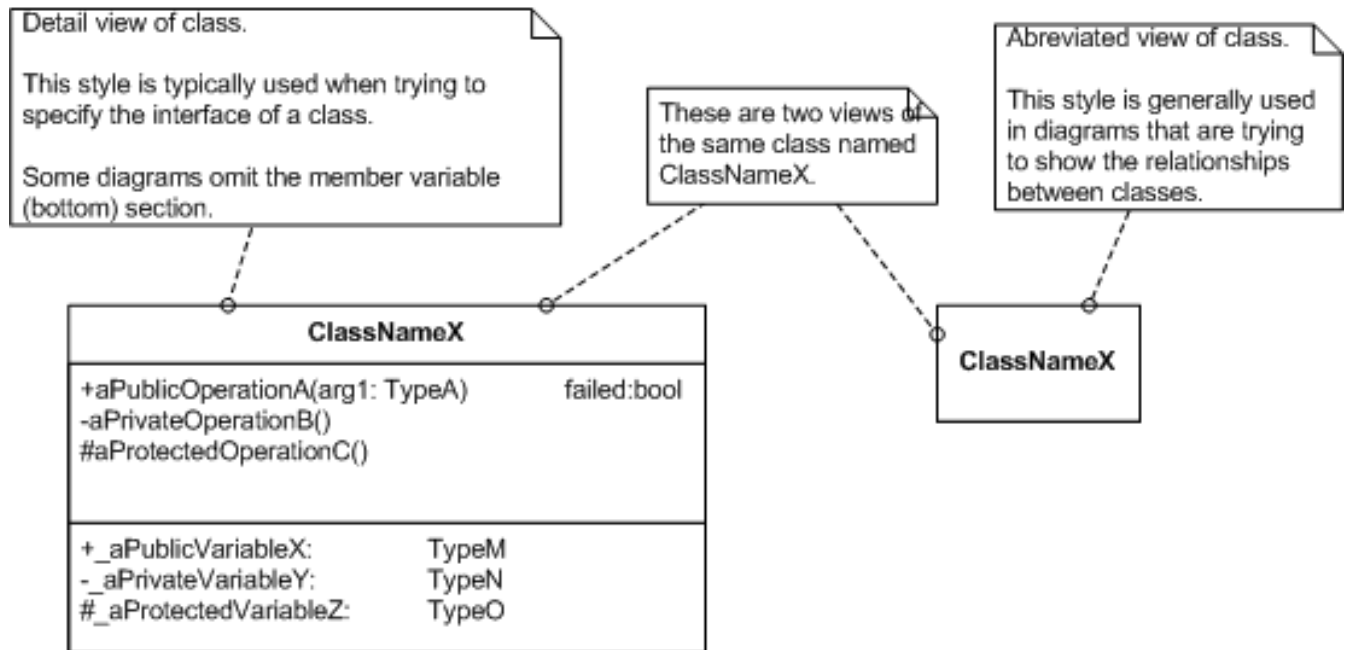 Detail view of class.
This style is typically used when trying to
specify the interface of a class.
Some diagrams omit the member variable
(bottom) section.
These are two views of
the same class named
ClassNameX.
Abreviated view of class.
This style is generally used
in diagrams that are trying
to show the relationships
between classes.
ClassNameX
+aPublicOperationA(arg1: TypeA) failed:bool
-aPrivateOperationB()
#aProtectedOperationC()
+_aPublicVariableX: TypeM
-_aPrivateVariableY: TypeN
#_aProtectedVariableZ: TypeO
ClassNameX